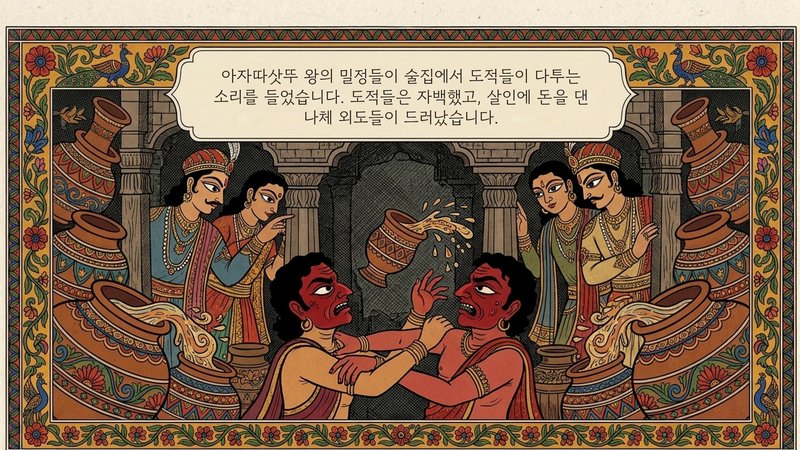 아자따삿뚜 왕의 밀정들이 술집에서 도적들이 다투는
소리를 들었습니다. 도적들은 자백했고, 살인에 돈을 댄
나체 외도들이 드러났습니다.